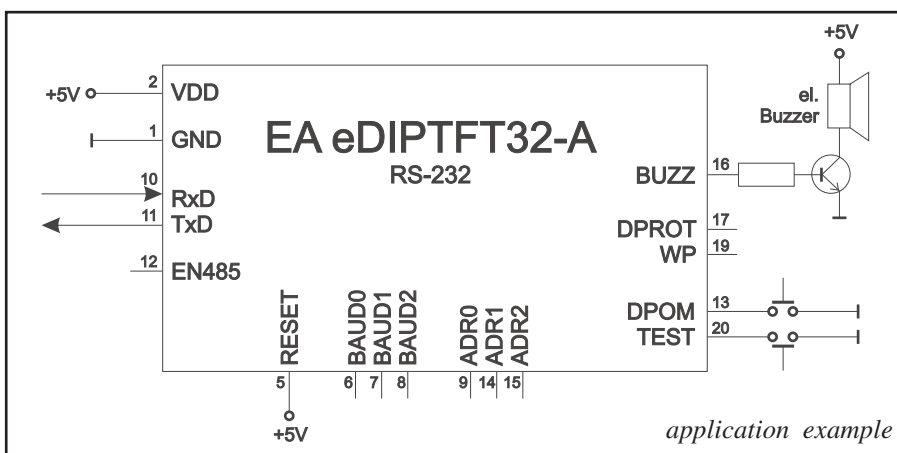 +5V
2
+5V
VDD
el.
Buzzer
1
GND
EA eDIPTFT32-A
RS-232
10
RxD
11
TxD
BUZZ
16
DPROT
17
WP
19
12
EN485
DPOM
13
TEST
20
RESET
BAUD0
BAUD1
BAUD2
ADR0
ADR1
ADR2
5
6
7
8
9
14
15
+5V
application example